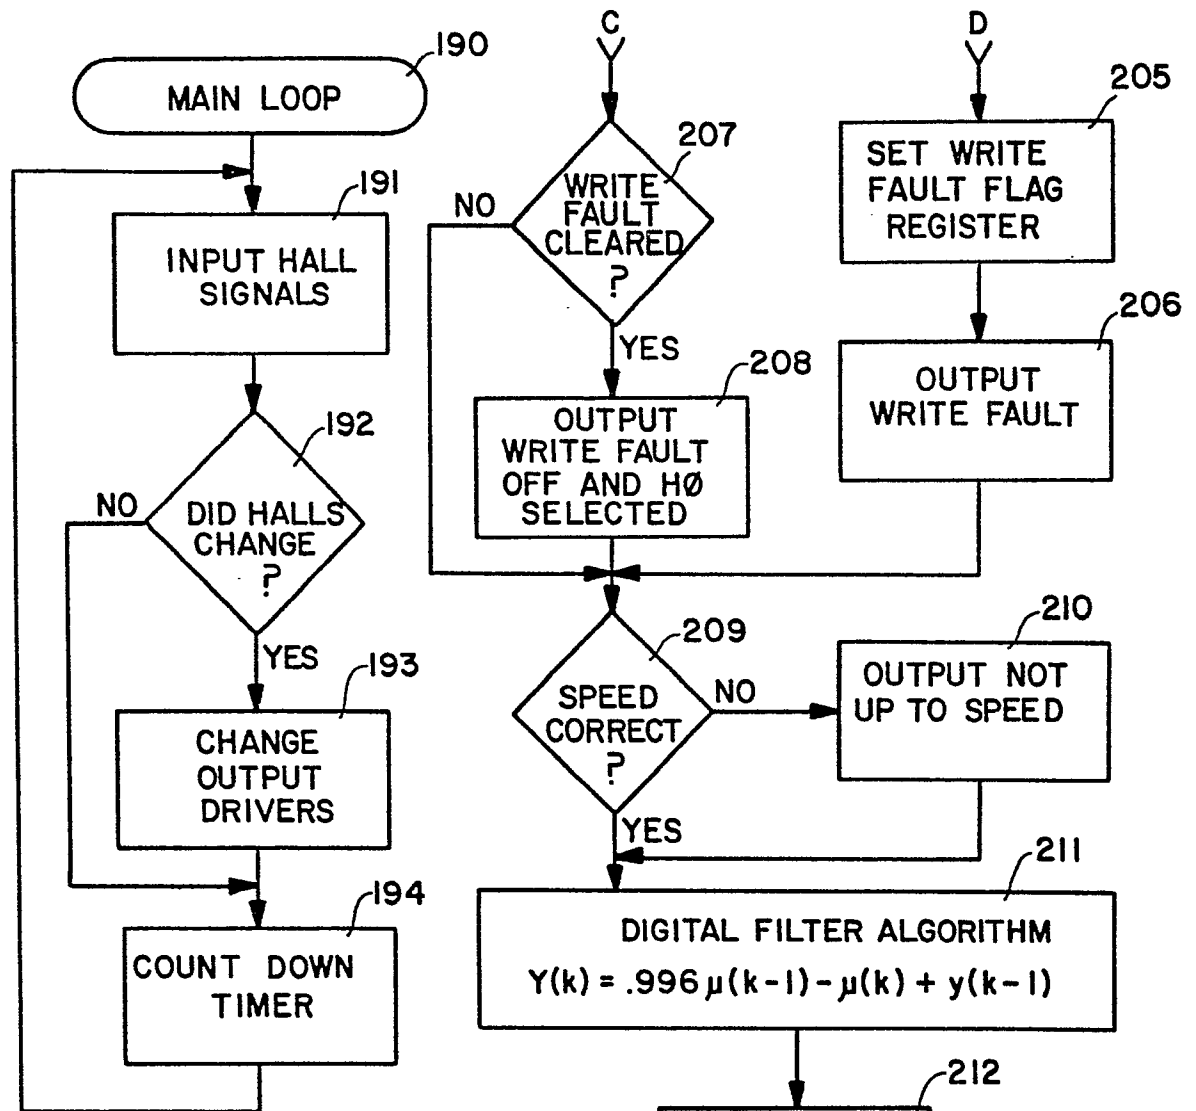 190
MAIN LOOP
191
INPUT HALL
SIGNALS
192
NO
DID HALLS
CHANGE
?
YES
193
CHANGE
OUTPUT
DRIVERS
194
COUNT DOWN
TIMER
C
207
WRITE
FAULT
CLEARED
?
NO
YES
208
OUTPUT
WRITE FAULT
OFF AND HØ
SELECTED
D
205
SET WRITE
FAULT FLAG
REGISTER
206
OUTPUT
WRITE FAULT
209
SPEED
CORRECT
?
NO
YES
210
OUTPUT NOT
UP TO SPEED
211
DIGITAL FILTER ALGORITHM
Y(k) = .996 μ(k-1) - μ(k) + y(k-1)
212